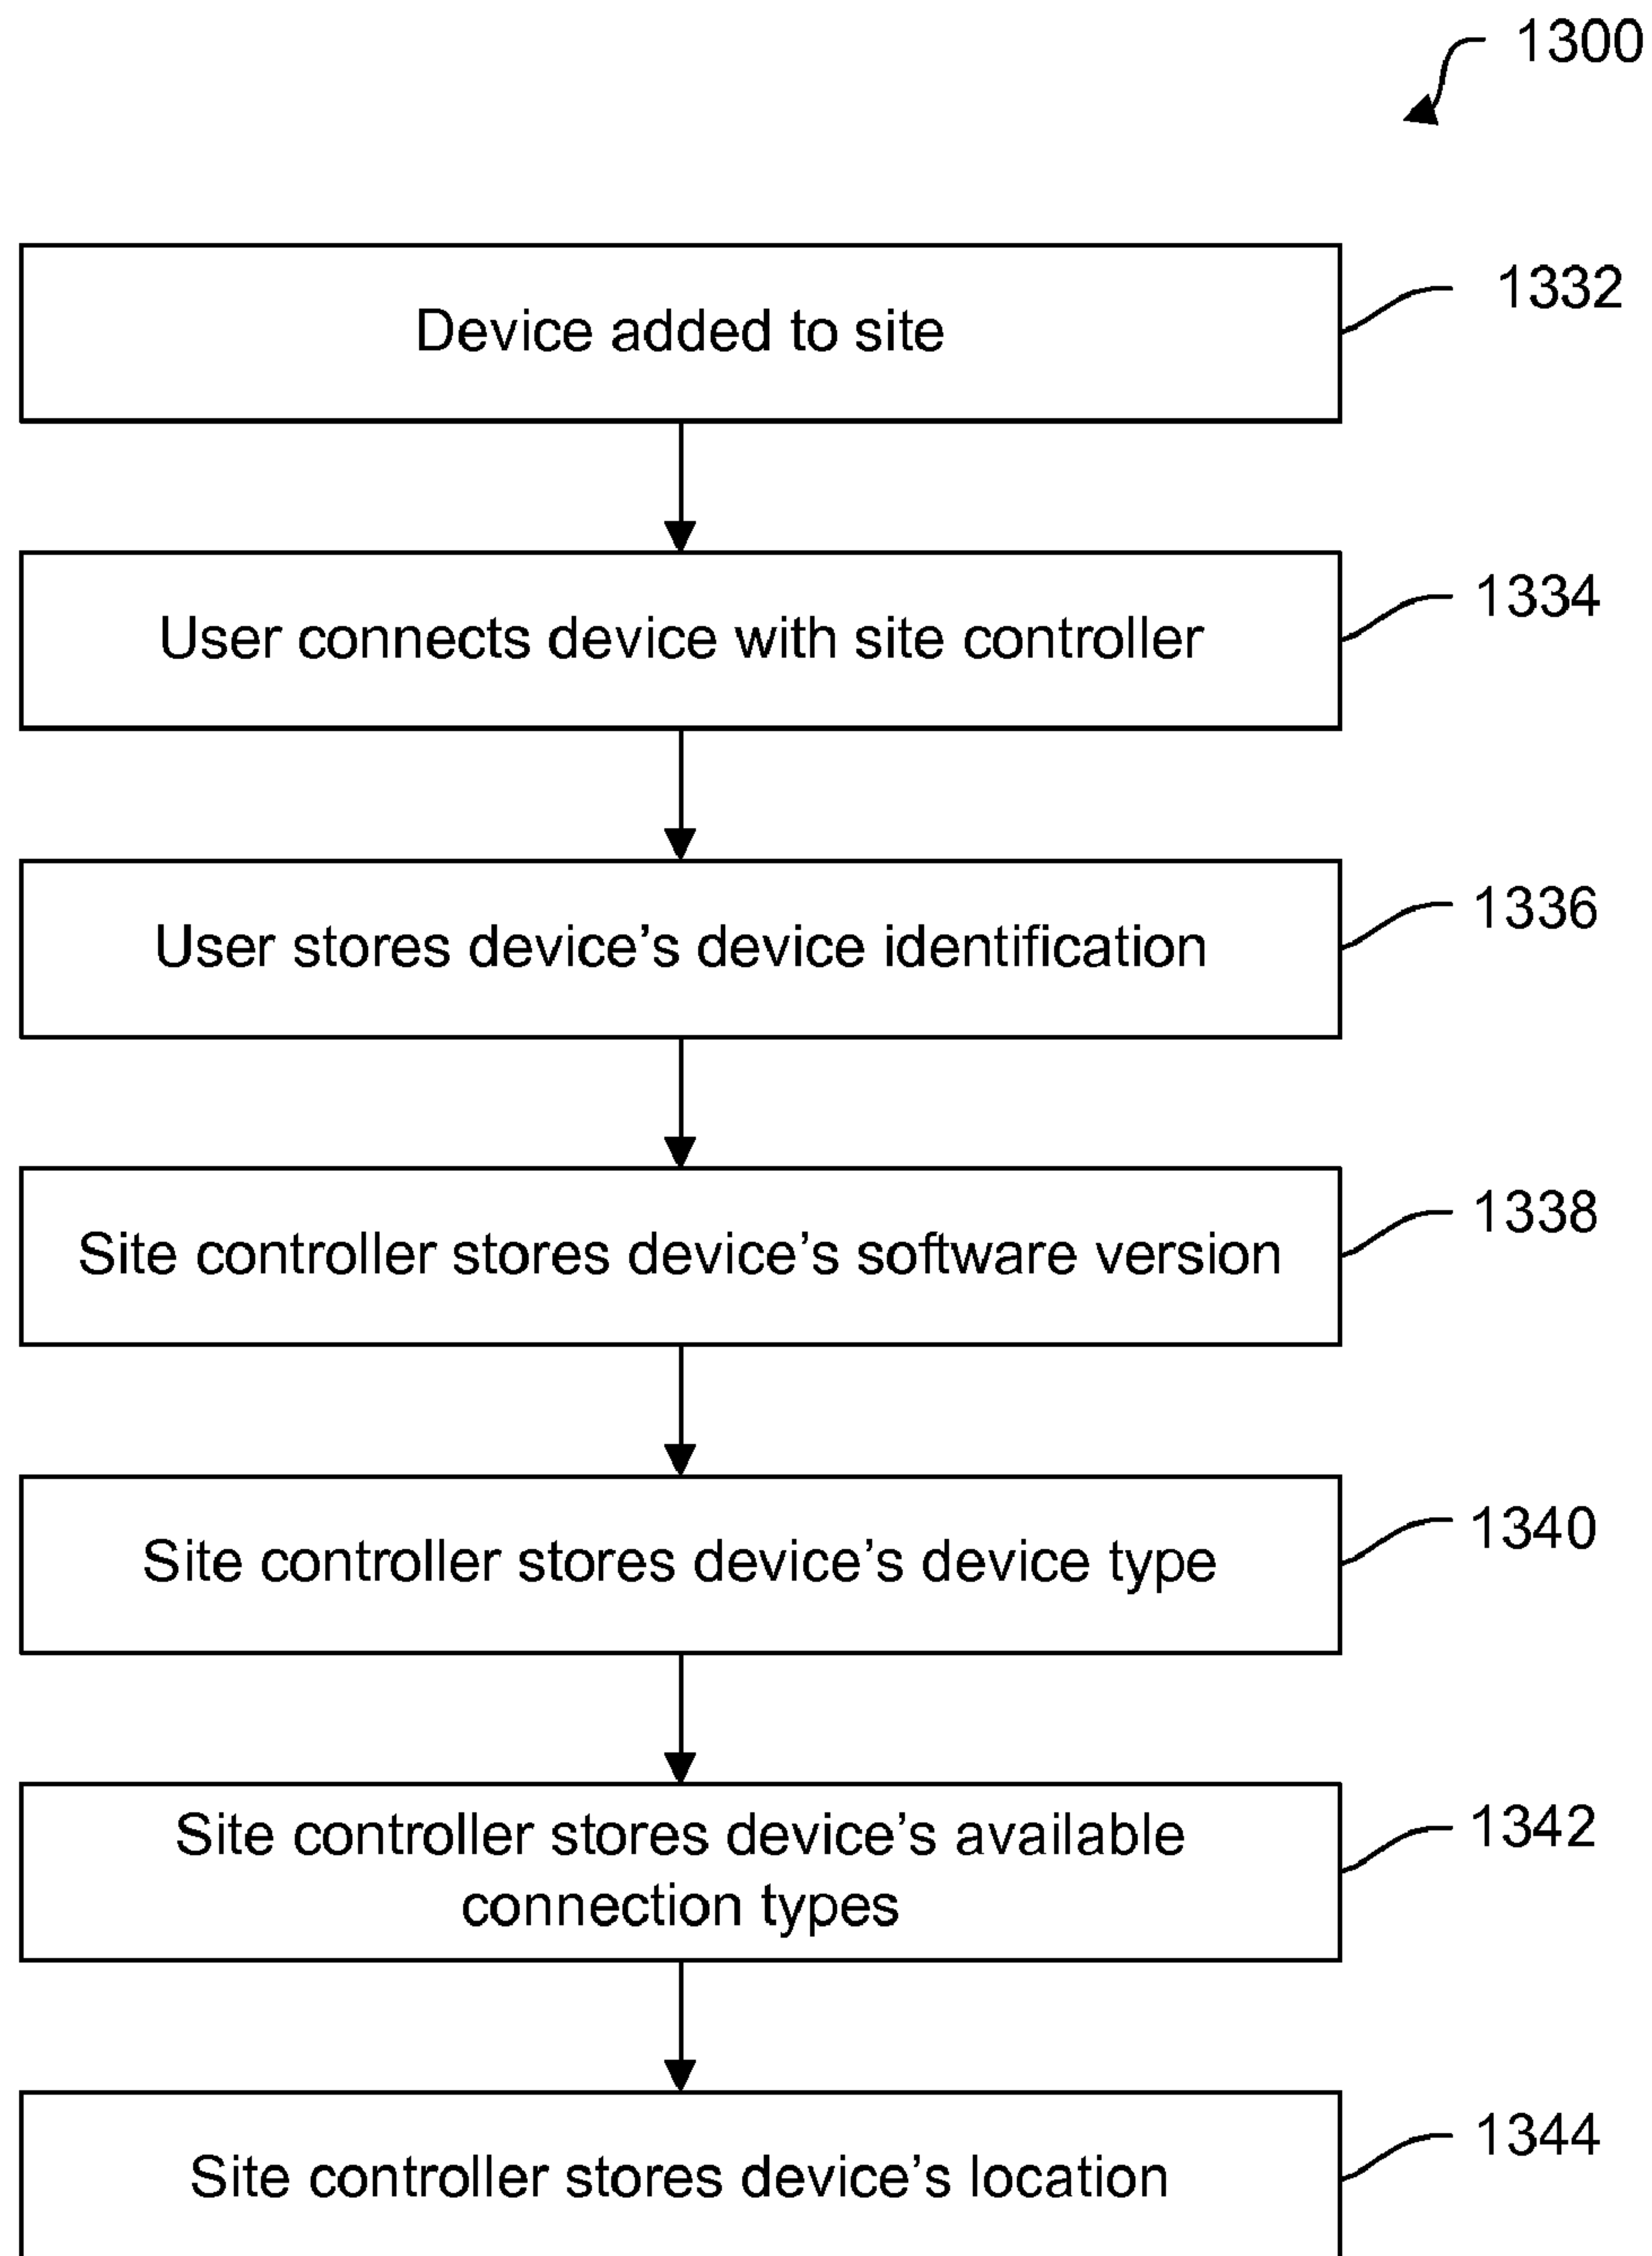 1300
Device added to site
1332
User connects device with site controller
1334
User stores device’s device identification
1336
Site controller stores device’s software version
1338
Site controller stores device’s device type
1340
Site controller stores device’s available
connection types
1342
Site controller stores device’s location
1344